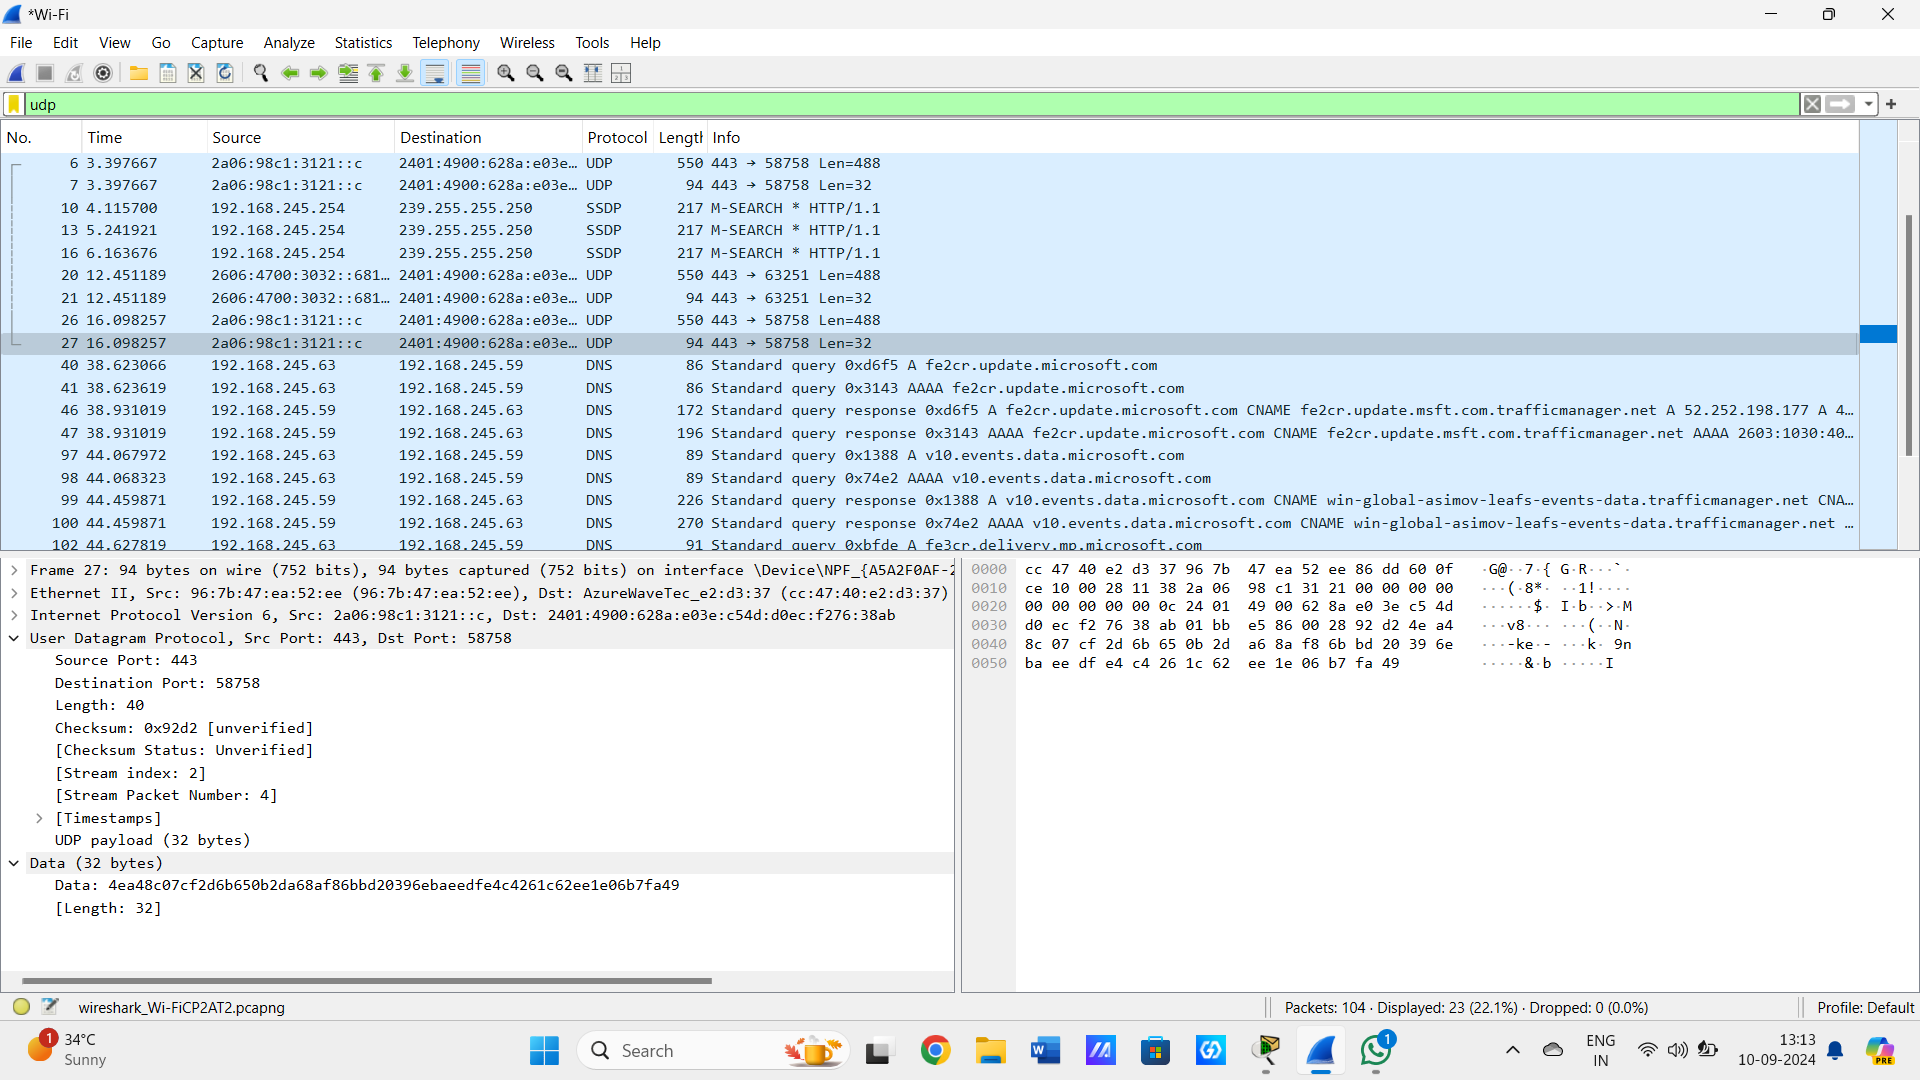 *Wi-Fi
File Edit View Go Capture Analyze Statistics Telephony Wireless Tools Help
udp
No. Time Source Destination Protocol Length Info
6 3.397667 2a06:98c1:3121::c 2401:4900:628a:e03e… UDP 550 443 → 58758 Len=488
7 3.397667 2a06:98c1:3121::c 2401:4900:628a:e03e… UDP 94 443 → 58758 Len=32
10 4.115700 192.168.245.254 239.255.255.250 SSDP 217 M-SEARCH * HTTP/1.1
13 5.241921 192.168.245.254 239.255.255.250 SSDP 217 M-SEARCH * HTTP/1.1
16 6.163676 192.168.245.254 239.255.255.250 SSDP 217 M-SEARCH * HTTP/1.1
20 12.451189 2606:4700:3032::681… 2401:4900:628a:e03e… UDP 550 443 → 63251 Len=488
21 12.451189 2606:4700:3032::681… 2401:4900:628a:e03e… UDP 94 443 → 63251 Len=32
26 16.098257 2a06:98c1:3121::c 2401:4900:628a:e03e… UDP 550 443 → 58758 Len=488
27 16.098257 2a06:98c1:3121::c 2401:4900:628a:e03e… UDP 94 443 → 58758 Len=32
40 38.623066 192.168.245.63 192.168.245.59 DNS 86 Standard query 0xd6f5 A fe2cr.update.microsoft.com
41 38.623619 192.168.245.63 192.168.245.59 DNS 86 Standard query 0x3143 AAAA fe2cr.update.microsoft.com
46 38.931019 192.168.245.59 192.168.245.63 DNS 172 Standard query response 0xd6f5 A fe2cr.update.microsoft.com CNAME fe2cr.update.msft.com.trafficmanager.net A 52.252.198.177 A 4…
47 38.931019 192.168.245.59 192.168.245.63 DNS 196 Standard query response 0x3143 AAAA fe2cr.update.microsoft.com CNAME fe2cr.update.msft.com.trafficmanager.net AAAA 2603:1030:40…
97 44.067972 192.168.245.63 192.168.245.59 DNS 89 Standard query 0x1388 A v10.events.data.microsoft.com
98 44.068323 192.168.245.63 192.168.245.59 DNS 89 Standard query 0x74e2 AAAA v10.events.data.microsoft.com
99 44.459871 192.168.245.59 192.168.245.63 DNS 226 Standard query response 0x1388 A v10.events.data.microsoft.com CNAME win-global-asimov-leafs-events-data.trafficmanager.net CNA…
100 44.459871 192.168.245.59 192.168.245.63 DNS 270 Standard query response 0x74e2 AAAA v10.events.data.microsoft.com CNAME win-global-asimov-leafs-events-data.trafficmanager.net …
102 44.627819 192.168.245.63 192.168.245.59 DNS 91 Standard query 0xbfde A fe3cr.delivery.mp.microsoft.com
Frame 27: 94 bytes on wire (752 bits), 94 bytes captured (752 bits) on interface \Device\NPF_{A5A2F0AF-2
Ethernet II, Src: 96:7b:47:ea:52:ee (96:7b:47:ea:52:ee), Dst: AzureWaveTec_e2:d3:37 (cc:47:40:e2:d3:37)
Internet Protocol Version 6, Src: 2a06:98c1:3121::c, Dst: 2401:4900:628a:e03e:c54d:d0ec:f276:38ab
User Datagram Protocol, Src Port: 443, Dst Port: 58758
Source Port: 443
Destination Port: 58758
Length: 40
Checksum: 0x92d2 [unverified]
[Checksum Status: Unverified]
[Stream index: 2]
[Stream Packet Number: 4]
[Timestamps]
UDP payload (32 bytes)
Data (32 bytes)
Data: 4ea48c07cf2d6b650b2da68af86bbd20396ebaeedfe4c4261c62ee1e06b7fa49
[Length: 32]
0000 cc 47 40 e2 d3 37 96 7b 47 ea 52 ee 86 dd 60 0f ·G@··7·{ G·R···`·
0010 ce 10 00 28 11 38 2a 06 98 c1 31 21 00 00 00 00 ···(·8*· ··1!····
0020 00 00 00 00 00 0c 24 01 49 00 62 8a e0 3e c5 4d ······$· I·b··>·M
0030 d0 ec f2 76 38 ab 01 bb e5 86 00 28 92 d2 4e a4 ···v8··· ···(··N·
0040 8c 07 cf 2d 6b 65 0b 2d a6 8a f8 6b bd 20 39 6e ···-ke·- ···k· 9n
0050 ba ee df e4 c4 26 1c 62 ee 1e 06 b7 fa 49 ·····&·b ·····I
wireshark_Wi-FiCP2AT2.pcapng Packets: 104 · Displayed: 23 (22.1%) · Dropped: 0 (0.0%) Profile: Default
1 34°C
Sunny
Search
W
1
ENG
IN
13:13
10-09-2024
PRE